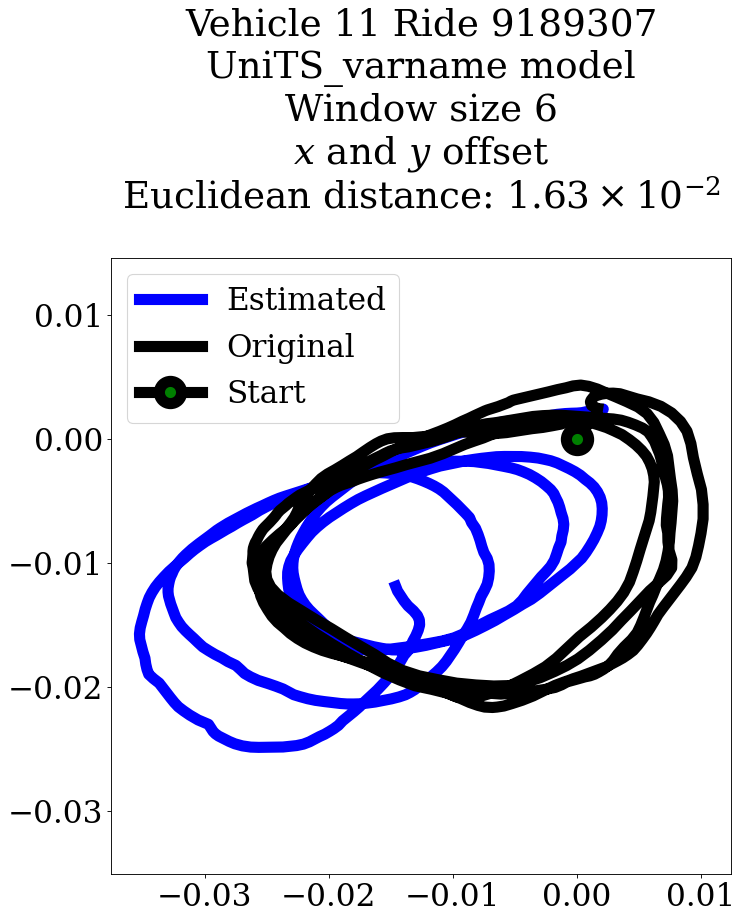 Vehicle 11 Ride 9189307
UniTS_varname model
Window size 6
x and y offset
Euclidean distance: 1.63 × 10⁻²
Estimated
Original
Start
0.01
0.00
−0.01
−0.02
−0.03
−0.03 −0.02 −0.01 0.00 0.01